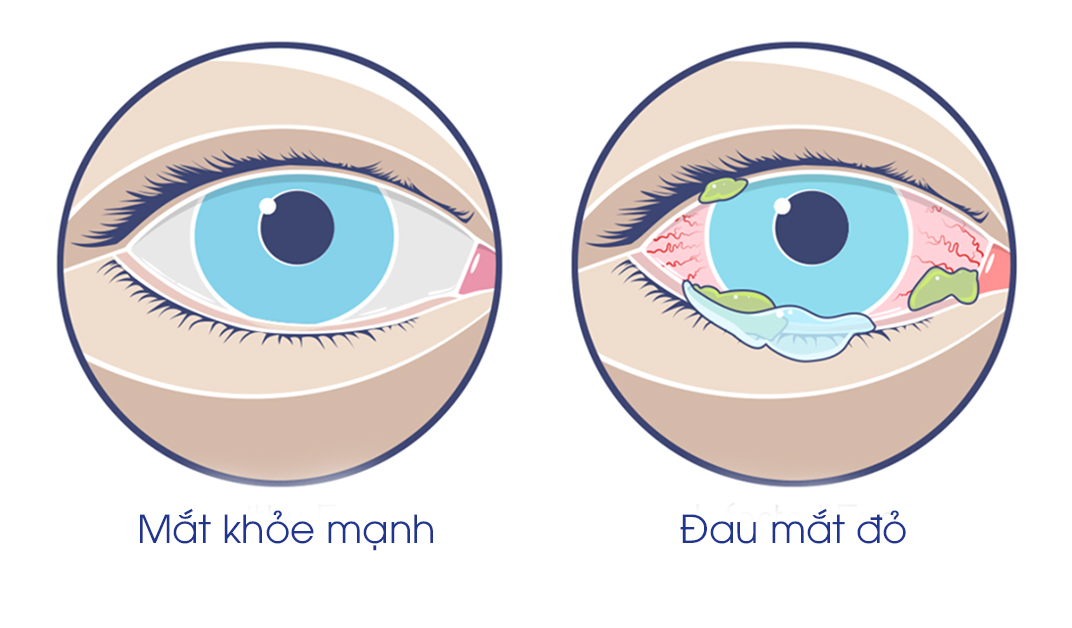 Mắt khỏe mạnh
Đau mắt đỏ